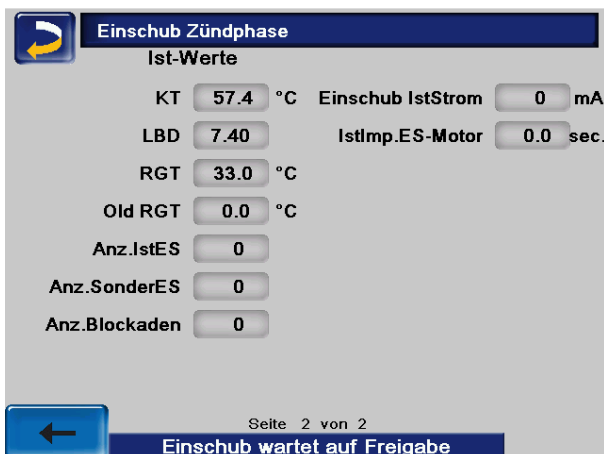 Einschub Zündphase
Ist-Werte
KT 57.4 °C Einschub IstStrom 0 mA
LBD 7.40 IstImp.ES-Motor 0.0 sec.
RGT 33.0 °C
Old RGT 0.0 °C
Anz.IstES 0
Anz.SonderES 0
Anz.Blockaden 0
Seite 2 von 2
Einschub wartet auf Freigabe